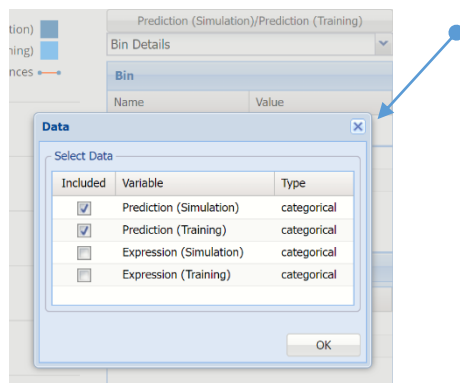 Prediction (Simulation)/Prediction (Training)
tion)
Bin Details
ning)
nces
Bin
Name Value
Data
Select Data
Included Variable Type
Prediction (Simulation) categorical
Prediction (Training) categorical
Expression (Simulation) categorical
Expression (Training) categorical
OK